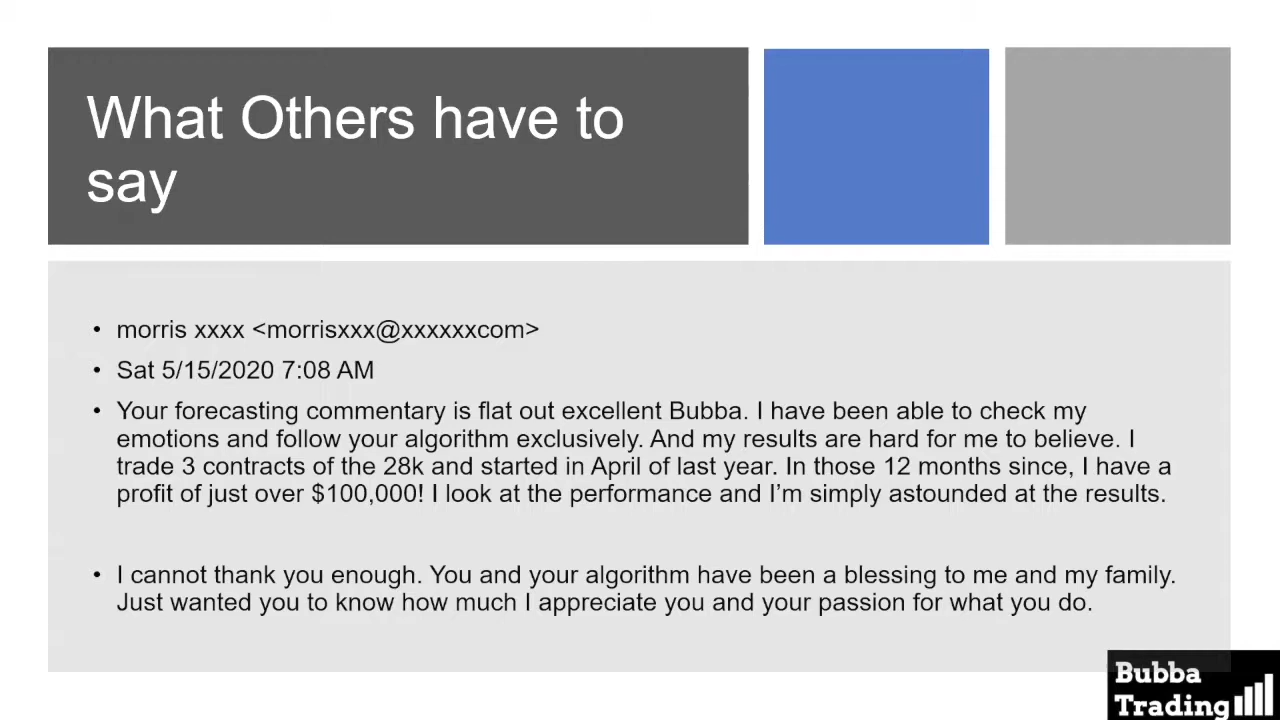 What Others have to
say
• morris xxxx <morrisxxx@xxxxxxcom>
• Sat 5/15/2020 7:08 AM
• Your forecasting commentary is flat out excellent Bubba. I have been able to check my
emotions and follow your algorithm exclusively. And my results are hard for me to believe. I
trade 3 contracts of the 28k and started in April of last year. In those 12 months since, I have a
profit of just over $100,000! I look at the performance and I’m simply astounded at the results.
• I cannot thank you enough. You and your algorithm have been a blessing to me and my family.
Just wanted you to know how much I appreciate you and your passion for what you do.
Bubba
Trading